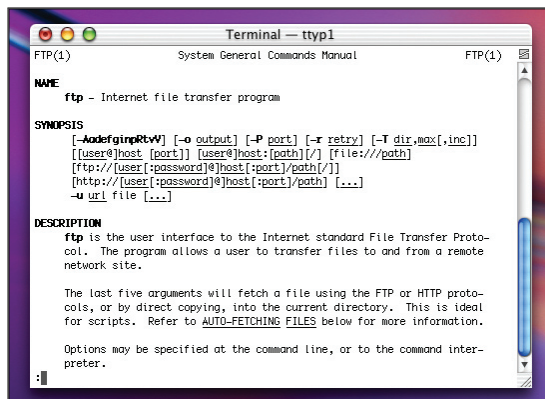 Terminal — ttyp1
FTP(1) System General Commands Manual FTP(1)
NAME
ftp - Internet file transfer program
SYNOPSIS
[-AadefginpRtvV] [-o output] [-P port] [-r retry] [-T dir,max[,inc]]
[[user@]host [port]] [user@]host:[path][/] [file:///path]
[ftp://[user[:password]@]host[:port]/path[/]]
[http://[user[:password]@]host[:port]/path] [...]
-u url file [...]
DESCRIPTION
ftp is the user interface to the Internet standard File Transfer Proto-
col. The program allows a user to transfer files to and from a remote
network site.
The last five arguments will fetch a file using the FTP or HTTP proto-
cols, or by direct copying, into the current directory. This is ideal
for scripts. Refer to AUTO-FETCHING FILES below for more information.
Options may be specified at the command line, or to the command inter-
preter.
: